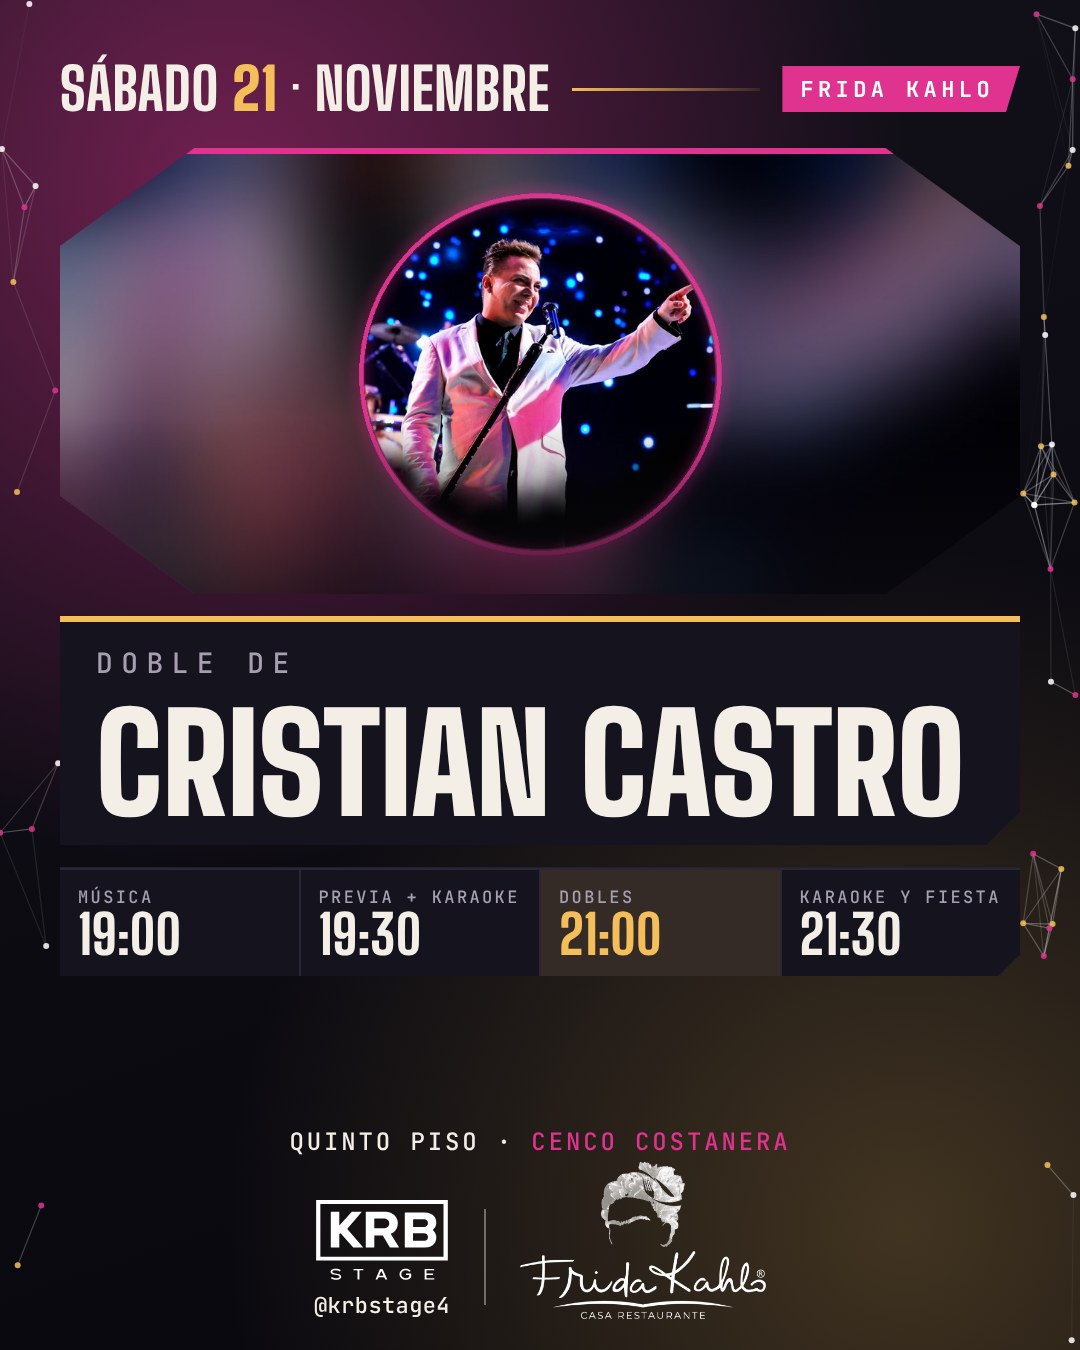 SÁBADO 21 · NOVIEMBRE
FRIDA KAHLO
DOBLE DE
CRISTIAN CASTRO
MÚSICA
19:00
PREVIA + KARAOKE
19:30
DOBLES
21:00
KARAOKE Y FIESTA
21:30
QUINTO PISO · CENCO COSTANERA
KRB
STAGE
@krbstage4
Frida Kahlo®
CASA RESTAURANTE